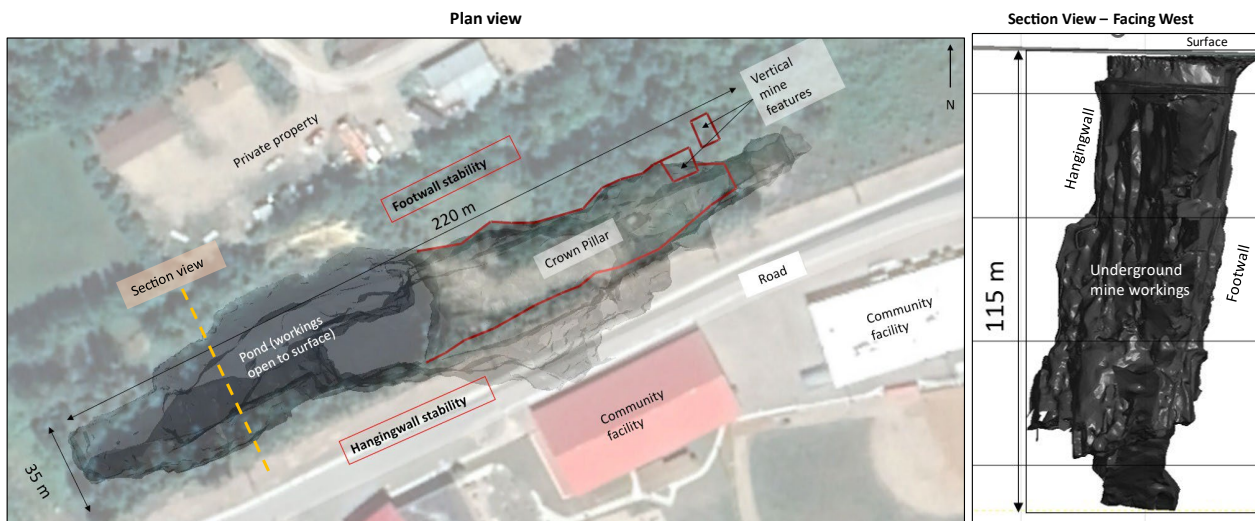 Plan view
Section View – Facing West
Surface
N
Vertical
mine
features
Private property
Footwall stability
220 m
Section view
Crown Pillar
Road
Community
facility
Pond (workings
open to surface)
Hangingwall stability
Community
facility
35 m
Hangingwall
Footwall
Underground
mine workings
115 m